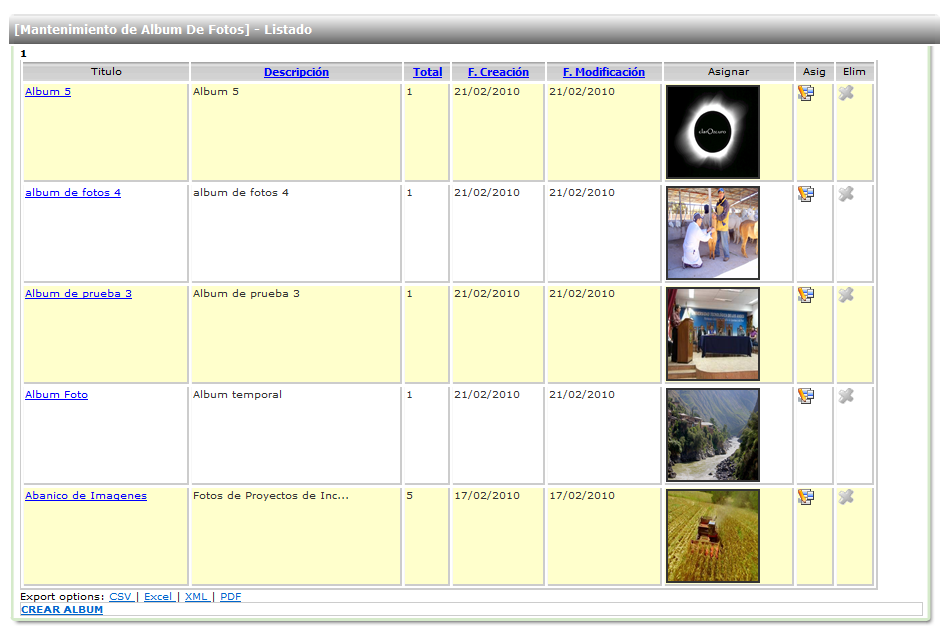 [Mantenimiento de Album De Fotos] - Listado
1
Titulo Descripción Total F. Creación F. Modificación Asignar Asig Elim
Album 5 Album 5 1 21/02/2010 21/02/2010
clarOscuro
album de fotos 4 album de fotos 4 1 21/02/2010 21/02/2010
Album de prueba 3 Album de prueba 3 1 21/02/2010 21/02/2010
Album Foto Album temporal 1 21/02/2010 21/02/2010
Abanico de Imagenes Fotos de Proyectos de Inc... 5 17/02/2010 17/02/2010
Export options: CSV | Excel | XML | PDF
CREAR ALBUM